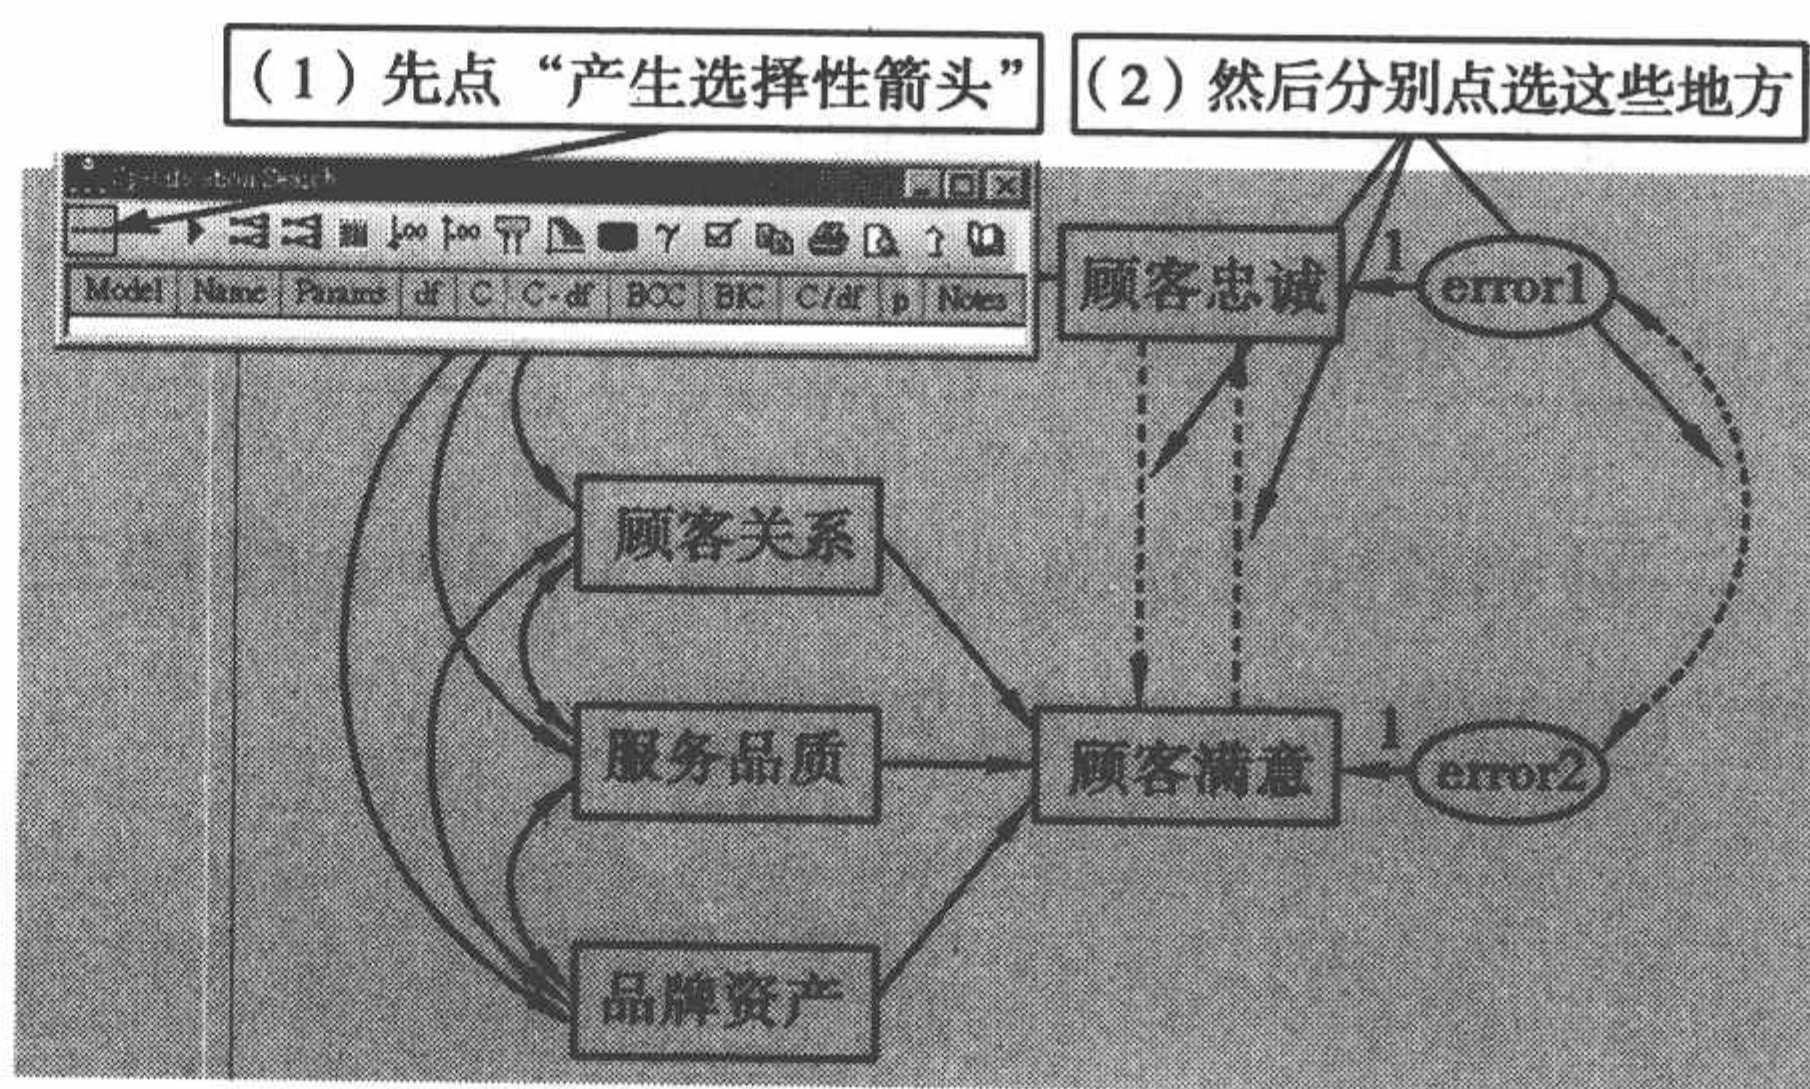 (1)先点“产生选择性箭头”
(2)然后分别点选这些地方
Specification Search
Model Name Params df C C-df BCC BIC C/df p Notes
顾客忠诚
1
error1
顾客关系
服务品质
顾客满意
1
error2
品牌资产